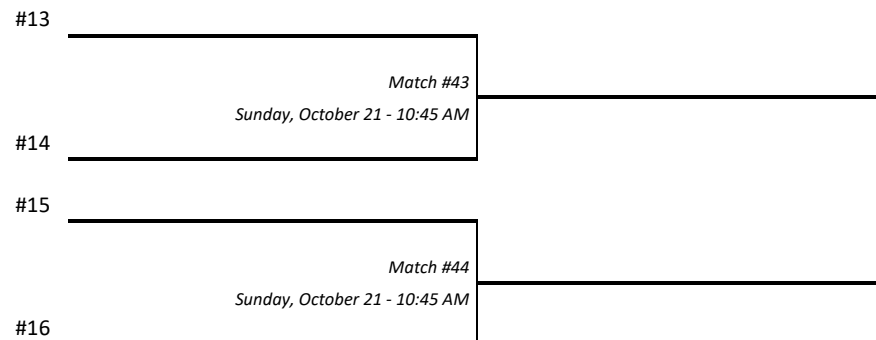 #13
Match #43
Sunday, October 21 - 10:45 AM
#14
#15
Match #44
Sunday, October 21 - 10:45 AM
#16